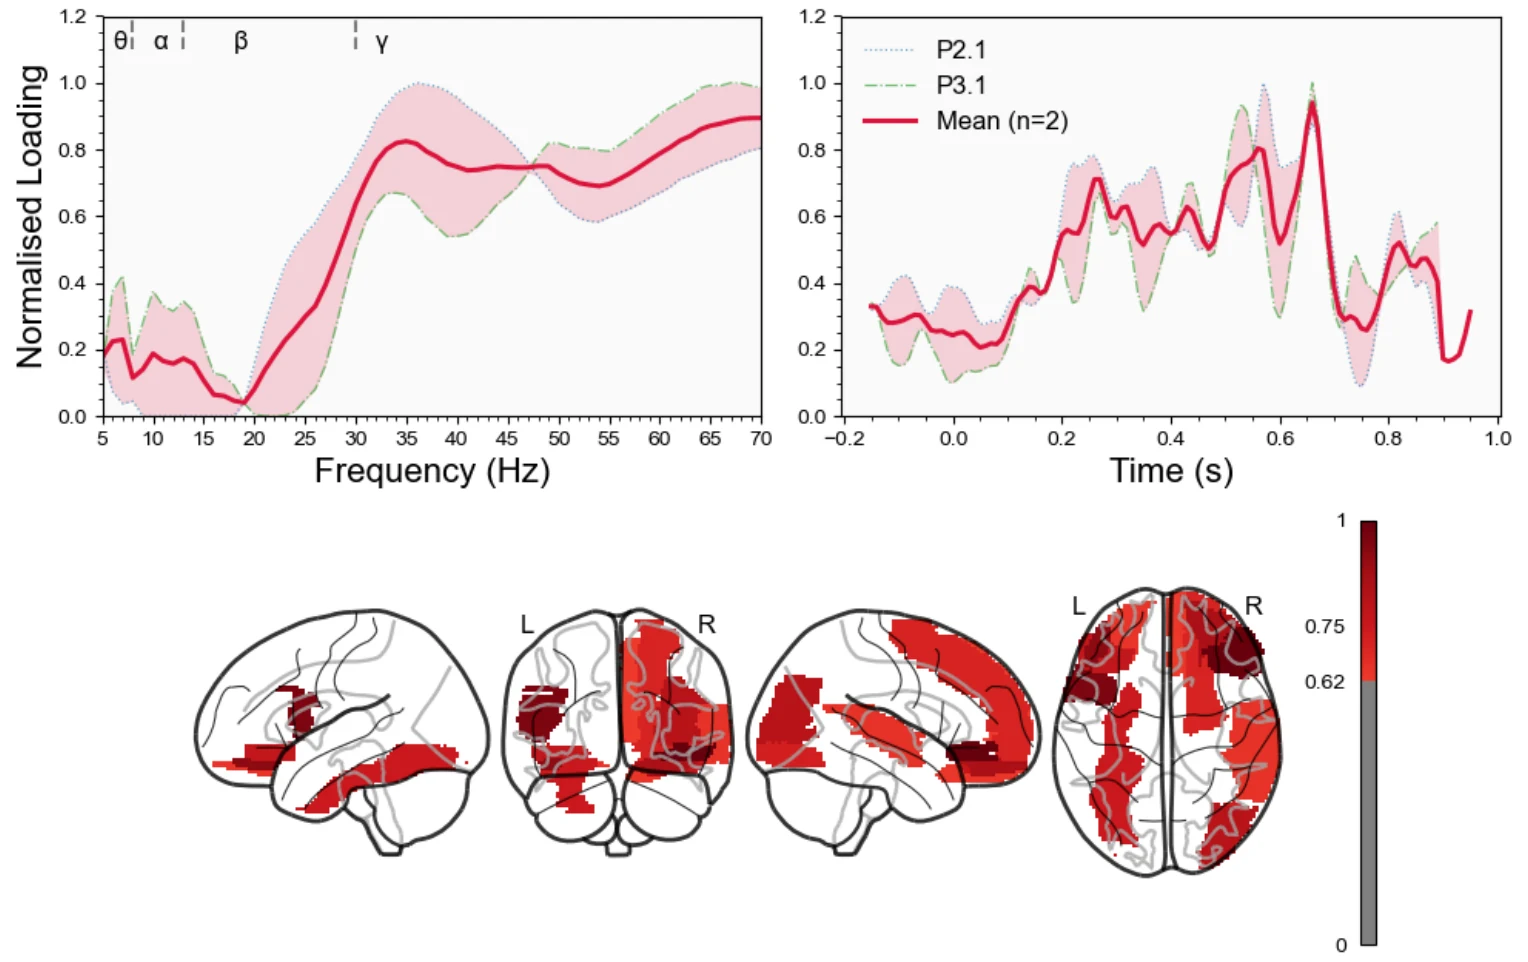 Normalised Loading
1.2
1.0
0.8
0.6
0.4
0.2
0.0
θ α β γ
5 10 15 20 25 30 35 40 45 50 55 60 65 70
Frequency (Hz)
1.2
1.0
0.8
0.6
0.4
0.2
0.0
P2.1
P3.1
Mean (n=2)
−0.2 0.0 0.2 0.4 0.6 0.8 1.0
Time (s)
L R
L R
1
0.75
0.62
0